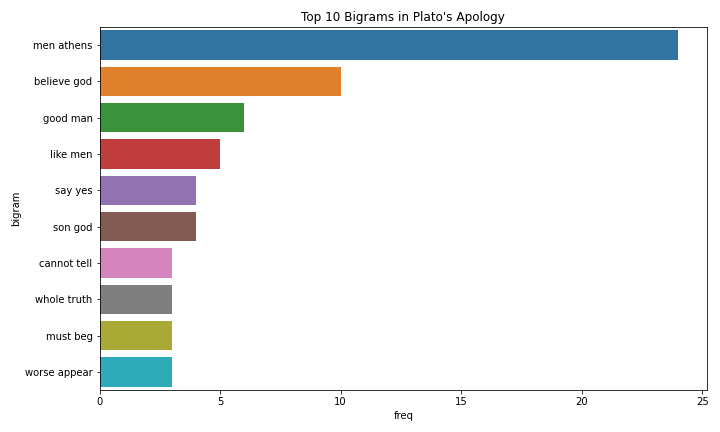 Top 10 Bigrams in Plato's Apology
men athens
believe god
good man
like men
say yes
son god
cannot tell
whole truth
must beg
worse appear
bigram
0 5 10 15 20 25
freq